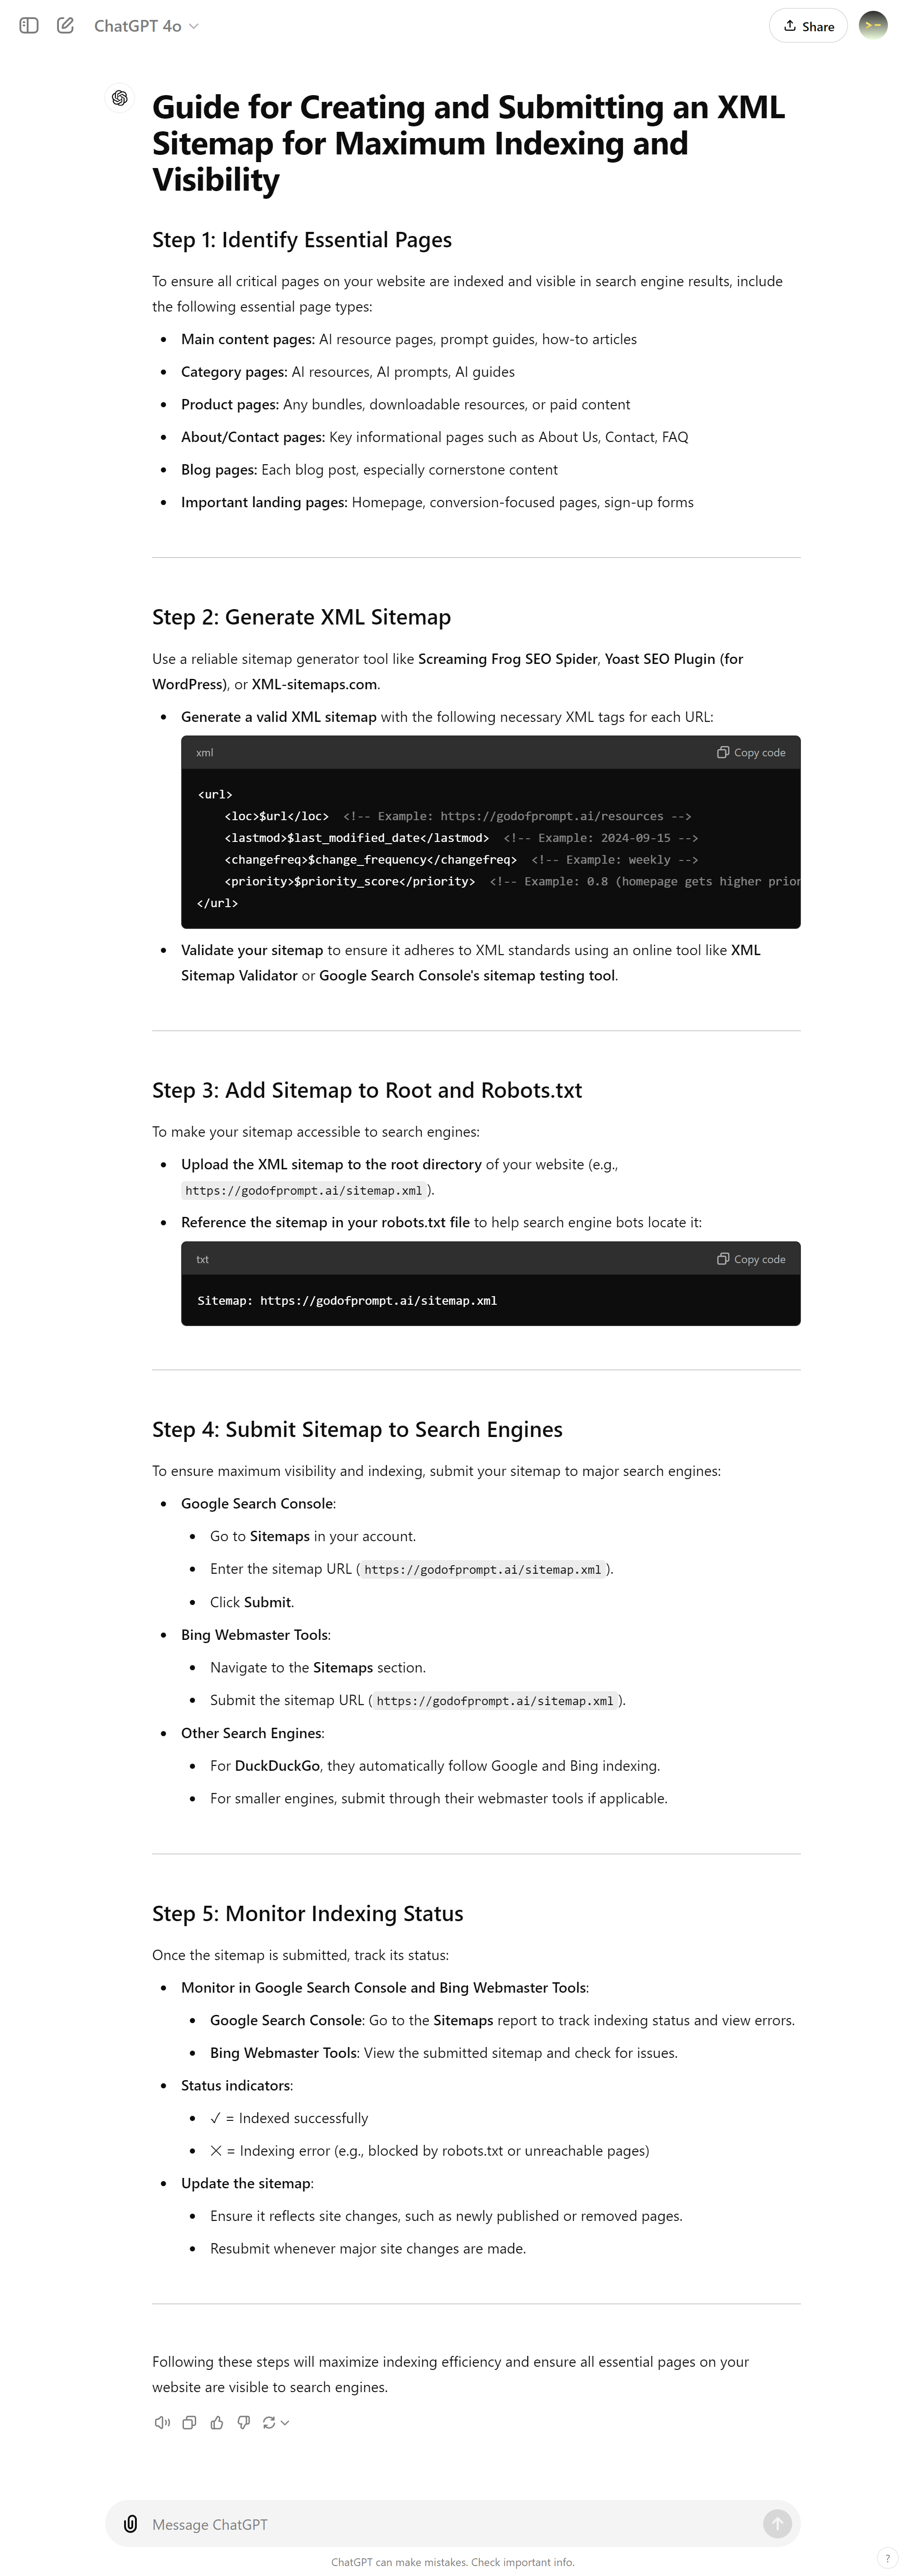 ChatGPT 4o
Share
Guide for Creating and Submitting an XML
Sitemap for Maximum Indexing and
Visibility
Step 1: Identify Essential Pages
To ensure all critical pages on your website are indexed and visible in search engine results, include
the following essential page types:
• Main content pages: AI resource pages, prompt guides, how-to articles
• Category pages: AI resources, AI prompts, AI guides
• Product pages: Any bundles, downloadable resources, or paid content
• About/Contact pages: Key informational pages such as About Us, Contact, FAQ
• Blog pages: Each blog post, especially cornerstone content
• Important landing pages: Homepage, conversion-focused pages, sign-up forms
Step 2: Generate XML Sitemap
Use a reliable sitemap generator tool like Screaming Frog SEO Spider, Yoast SEO Plugin (for
WordPress), or XML-sitemaps.com.
• Generate a valid XML sitemap with the following necessary XML tags for each URL:
xml Copy code
<url>
<loc>$url</loc> <!-- Example: https://godofprompt.ai/resources -->
<lastmod>$last_modified_date</lastmod> <!-- Example: 2024-09-15 -->
<changefreq>$change_frequency</changefreq> <!-- Example: weekly -->
<priority>$priority_score</priority> <!-- Example: 0.8 (homepage gets higher prior
</url>
• Validate your sitemap to ensure it adheres to XML standards using an online tool like XML
Sitemap Validator or Google Search Console's sitemap testing tool.
Step 3: Add Sitemap to Root and Robots.txt
To make your sitemap accessible to search engines:
• Upload the XML sitemap to the root directory of your website (e.g.,
https://godofprompt.ai/sitemap.xml ).
• Reference the sitemap in your robots.txt file to help search engine bots locate it:
txt Copy code
Sitemap: https://godofprompt.ai/sitemap.xml
Step 4: Submit Sitemap to Search Engines
To ensure maximum visibility and indexing, submit your sitemap to major search engines:
• Google Search Console:
• Go to Sitemaps in your account.
• Enter the sitemap URL ( https://godofprompt.ai/sitemap.xml ).
• Click Submit.
• Bing Webmaster Tools:
• Navigate to the Sitemaps section.
• Submit the sitemap URL ( https://godofprompt.ai/sitemap.xml ).
• Other Search Engines:
• For DuckDuckGo, they automatically follow Google and Bing indexing.
• For smaller engines, submit through their webmaster tools if applicable.
Step 5: Monitor Indexing Status
Once the sitemap is submitted, track its status:
• Monitor in Google Search Console and Bing Webmaster Tools:
• Google Search Console: Go to the Sitemaps report to track indexing status and view errors.
• Bing Webmaster Tools: View the submitted sitemap and check for issues.
• Status indicators:
• ✓ = Indexed successfully
• ✕ = Indexing error (e.g., blocked by robots.txt or unreachable pages)
• Update the sitemap:
• Ensure it reflects site changes, such as newly published or removed pages.
• Resubmit whenever major site changes are made.
Following these steps will maximize indexing efficiency and ensure all essential pages on your
website are visible to search engines.
Message ChatGPT
ChatGPT can make mistakes. Check important info.
?